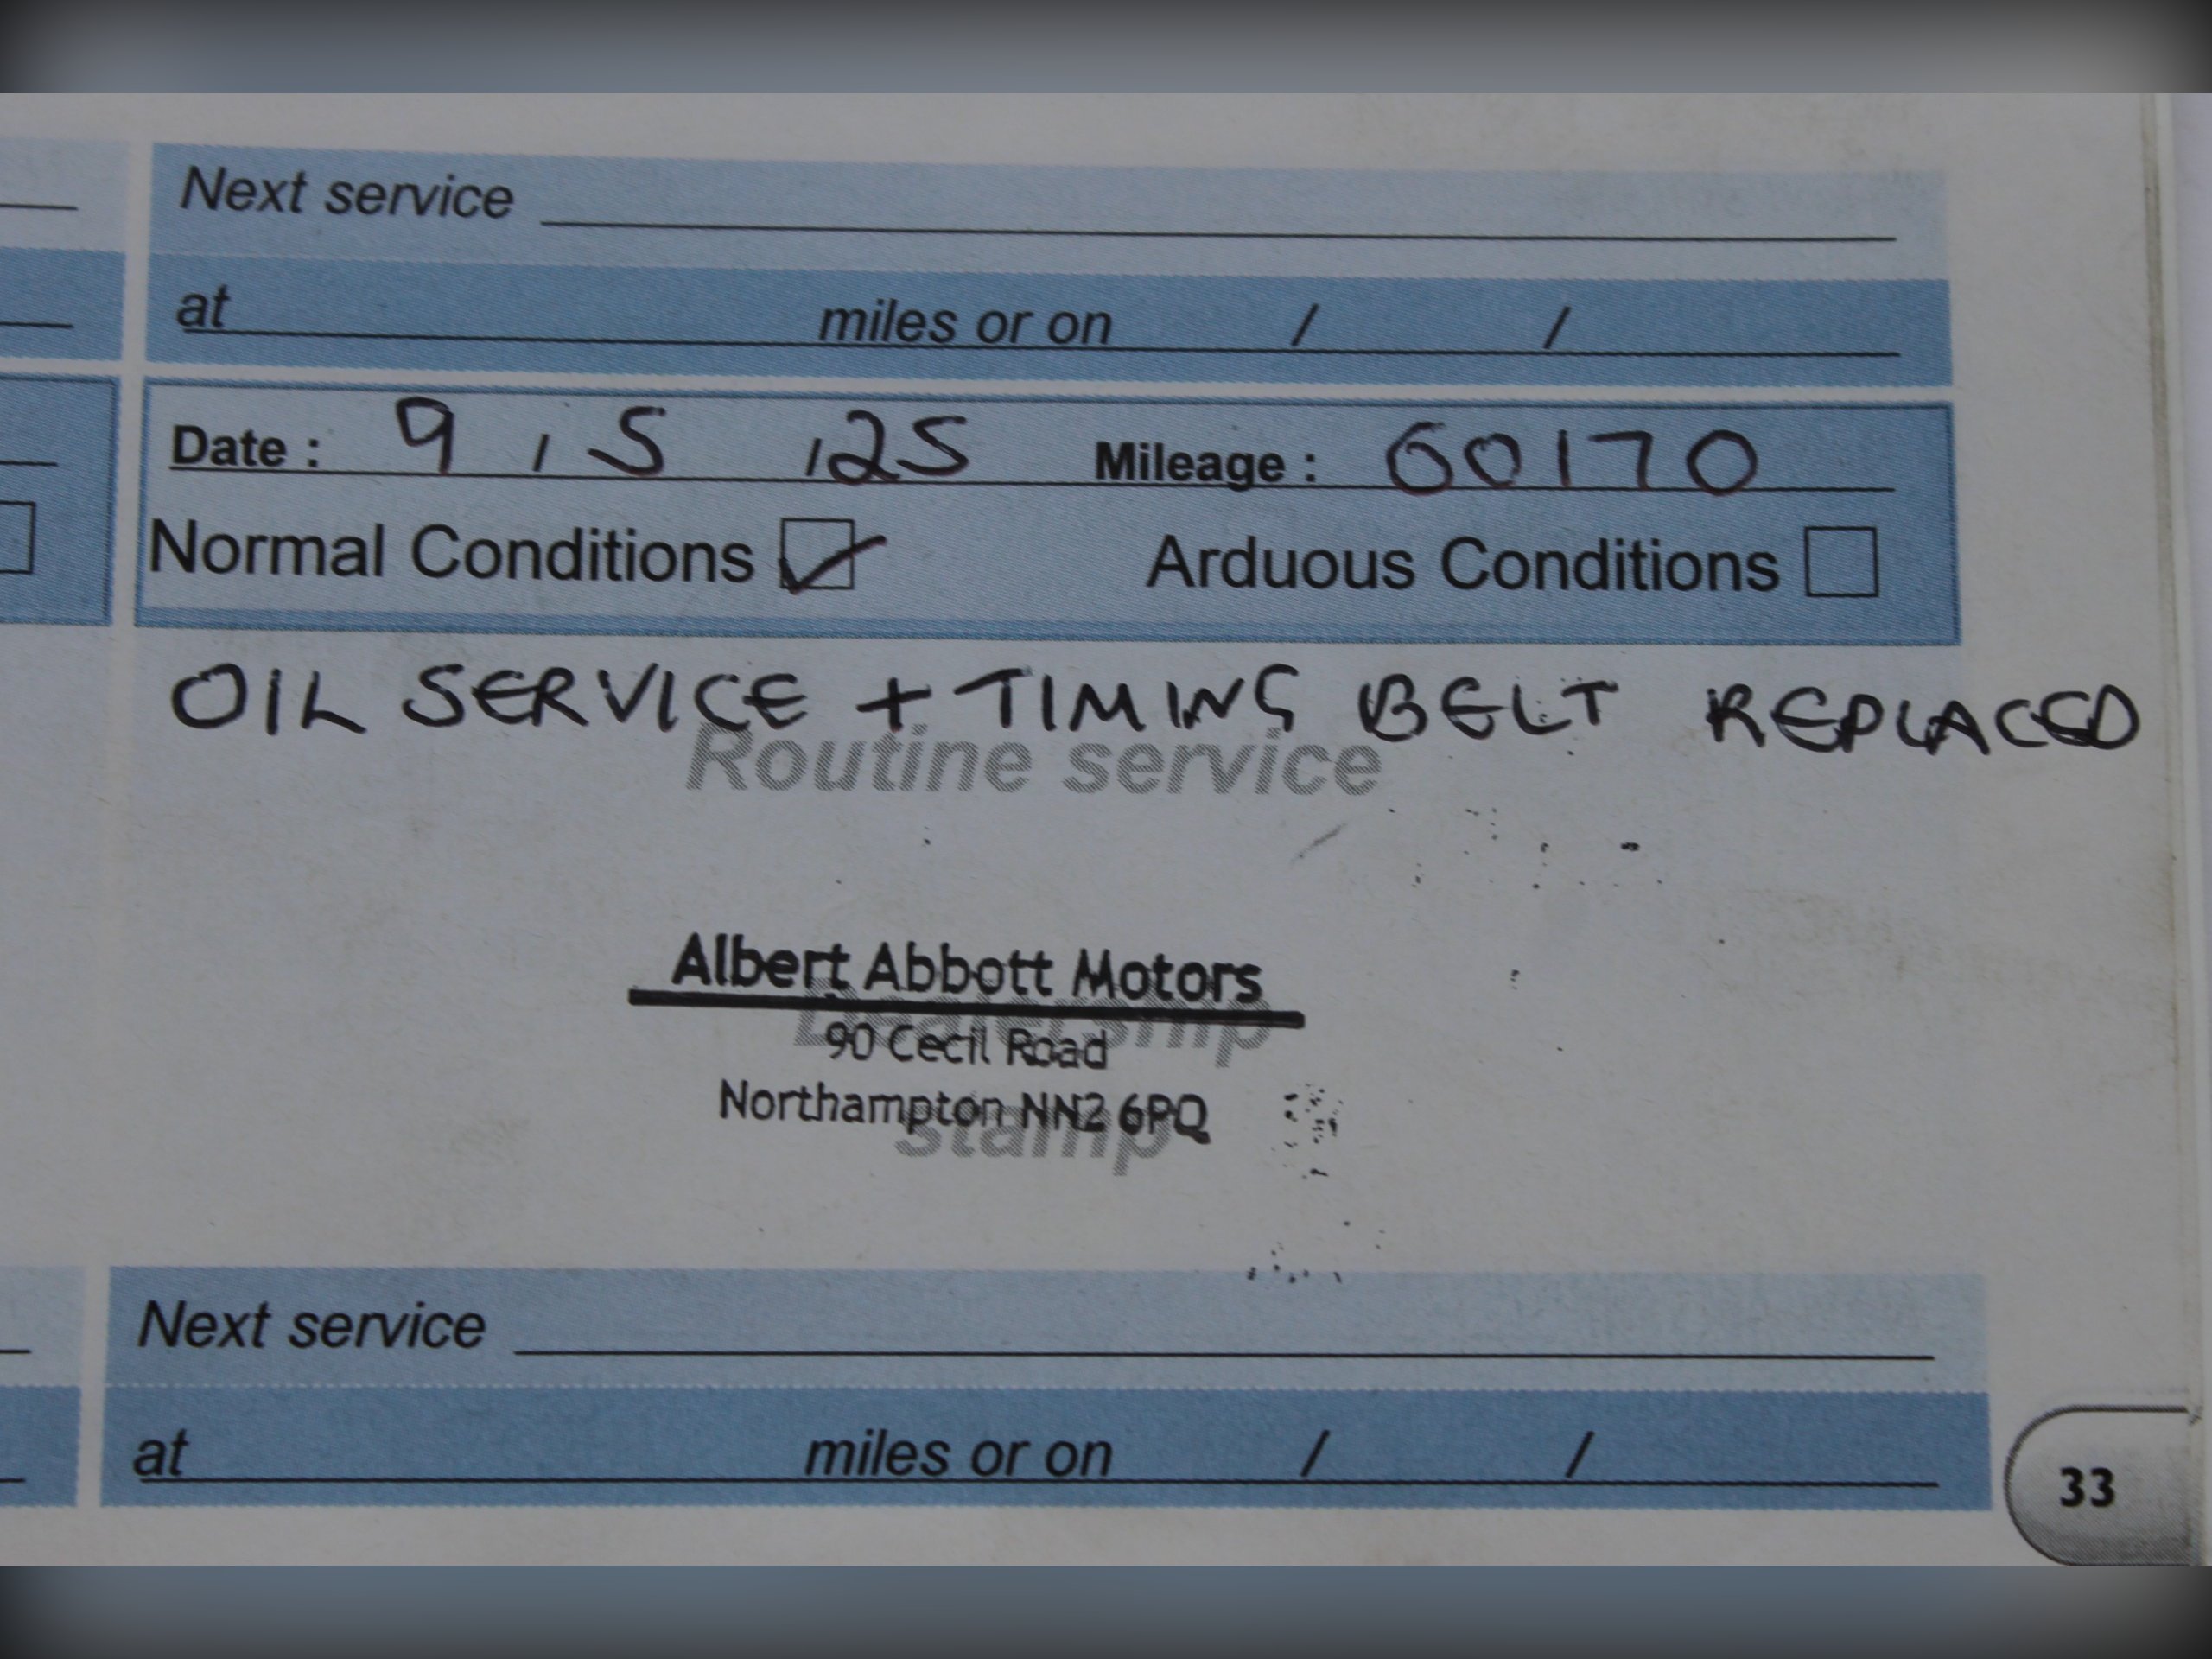 Next service
at miles or on / /
Date : 9 / 5 / 25 Mileage : 60170
Normal Conditions ✓ Arduous Conditions
OIL SERVICE + TIMING BELT REPLACED
Routine service
Albert Abbott Motors
Dealership
90 Cecil Road
Northampton NN2 6PQ
stamp
Next service
at miles or on / /
33